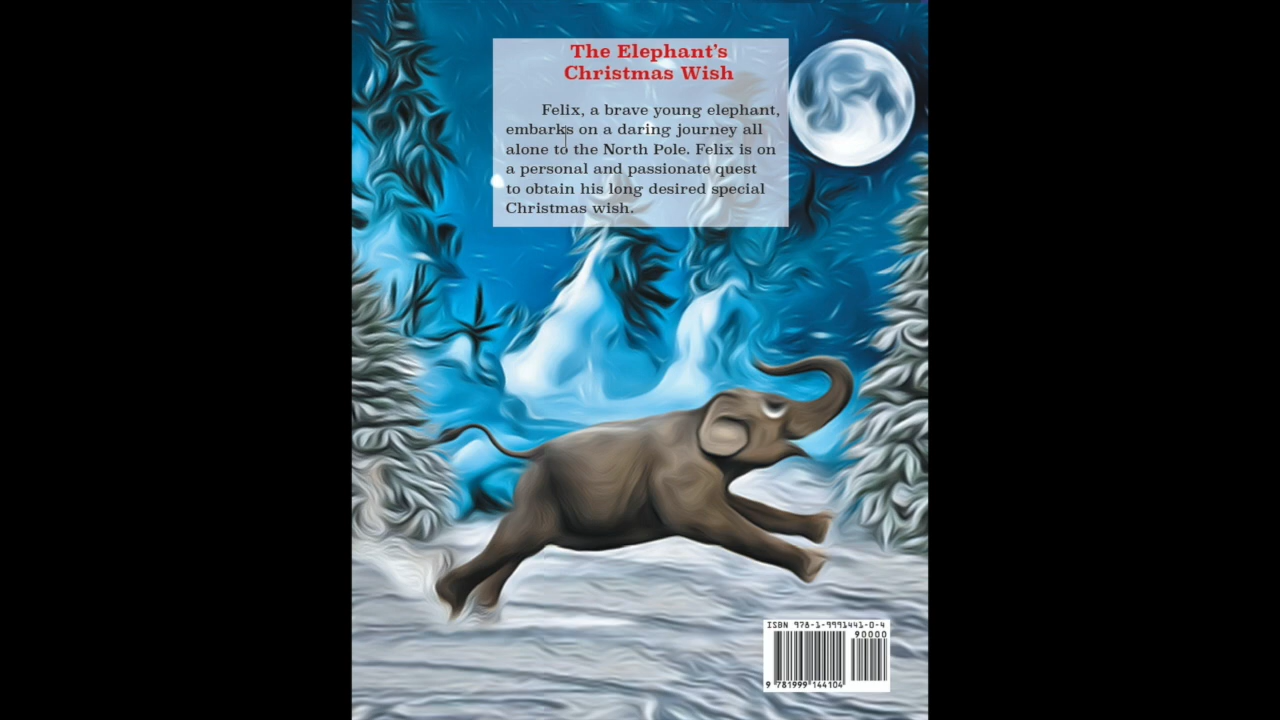 The Elephant's
Christmas Wish
Felix, a brave young elephant,
embarks on a daring journey all
alone to the North Pole. Felix is on
a personal and passionate quest
to obtain his long desired special
Christmas wish.
ISBN 978-1-9991441-0-4
90000
9 781999 144104